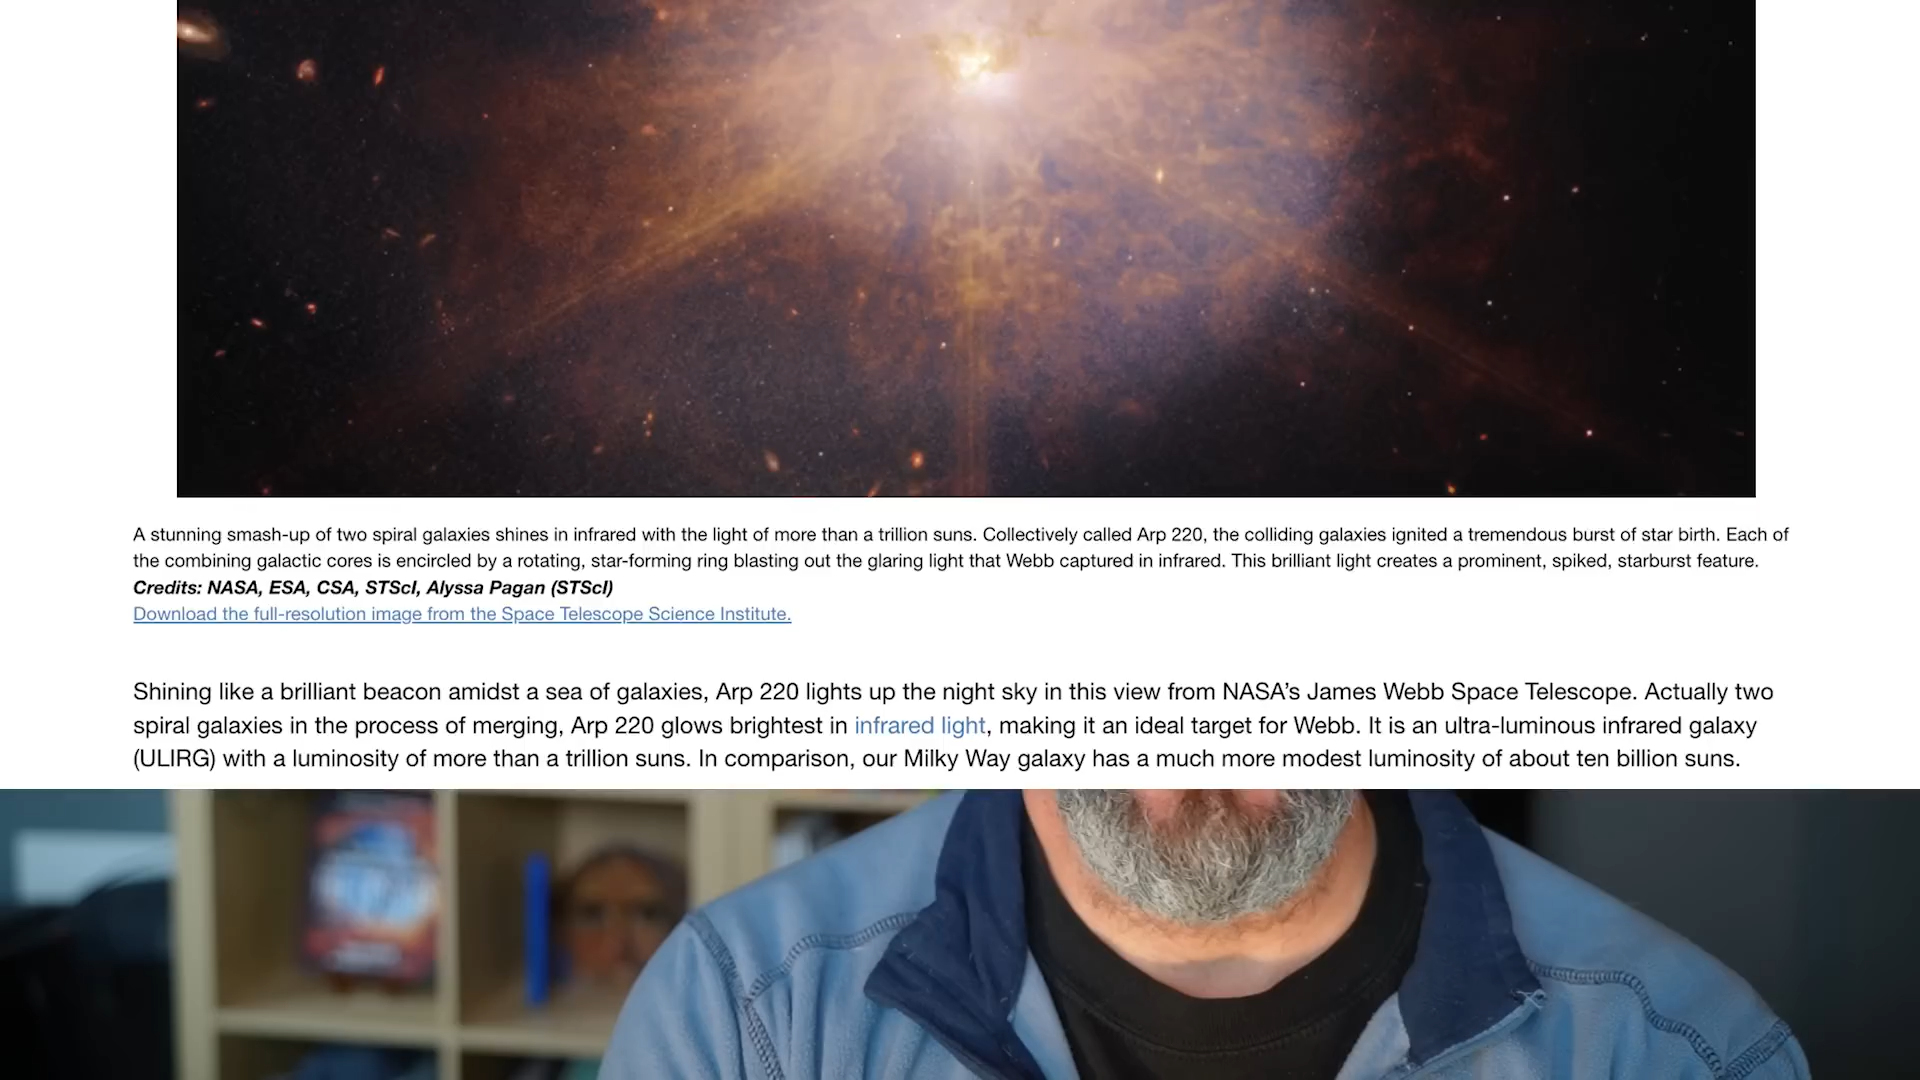 A stunning smash-up of two spiral galaxies shines in infrared with the light of more than a trillion suns. Collectively called Arp 220, the colliding galaxies ignited a tremendous burst of star birth. Each of
the combining galactic cores is encircled by a rotating, star-forming ring blasting out the glaring light that Webb captured in infrared. This brilliant light creates a prominent, spiked, starburst feature.
Credits: NASA, ESA, CSA, STScI, Alyssa Pagan (STScI)
Download the full-resolution image from the Space Telescope Science Institute.
Shining like a brilliant beacon amidst a sea of galaxies, Arp 220 lights up the night sky in this view from NASA’s James Webb Space Telescope. Actually two
spiral galaxies in the process of merging, Arp 220 glows brightest in infrared light, making it an ideal target for Webb. It is an ultra-luminous infrared galaxy
(ULIRG) with a luminosity of more than a trillion suns. In comparison, our Milky Way galaxy has a much more modest luminosity of about ten billion suns.